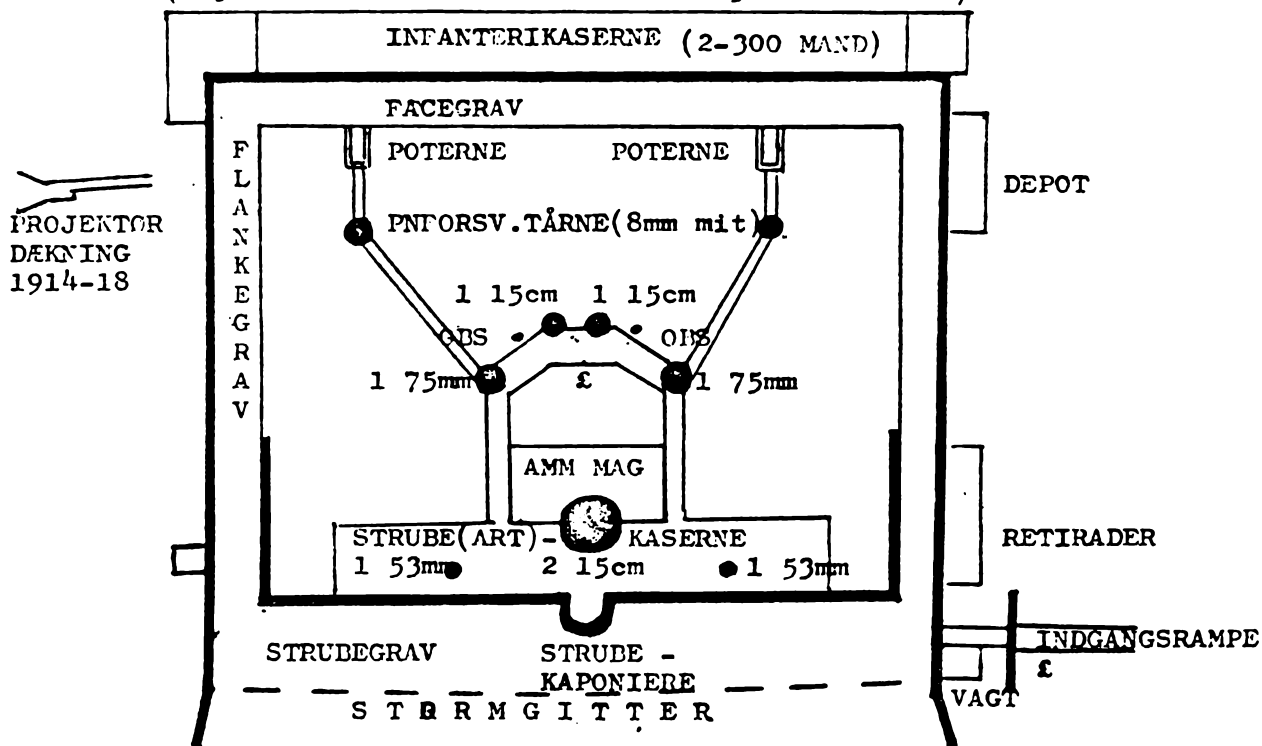 INFANTERIKASERNE (2-300 MAND)
FACEGRAV
FLANKEGRAV
POTERNE
POTERNE
DEPOT
PROJEKTØR
DÆKNING
1914-18
PNFORSV.TÅRNE(8mm mit)
1 15cm
1 15cm
OBS
OBS
1 75mm
£
1 75mm
AMM MAG
STRUBE(ART)-
KASERNE
1 53mm
2 15cm
1 53mm
RETIRADER
STRUBEGRAV
STRUBE -
KAPONIERE
INDGANGSRAMPE
£
VAGT
STORMGITTER